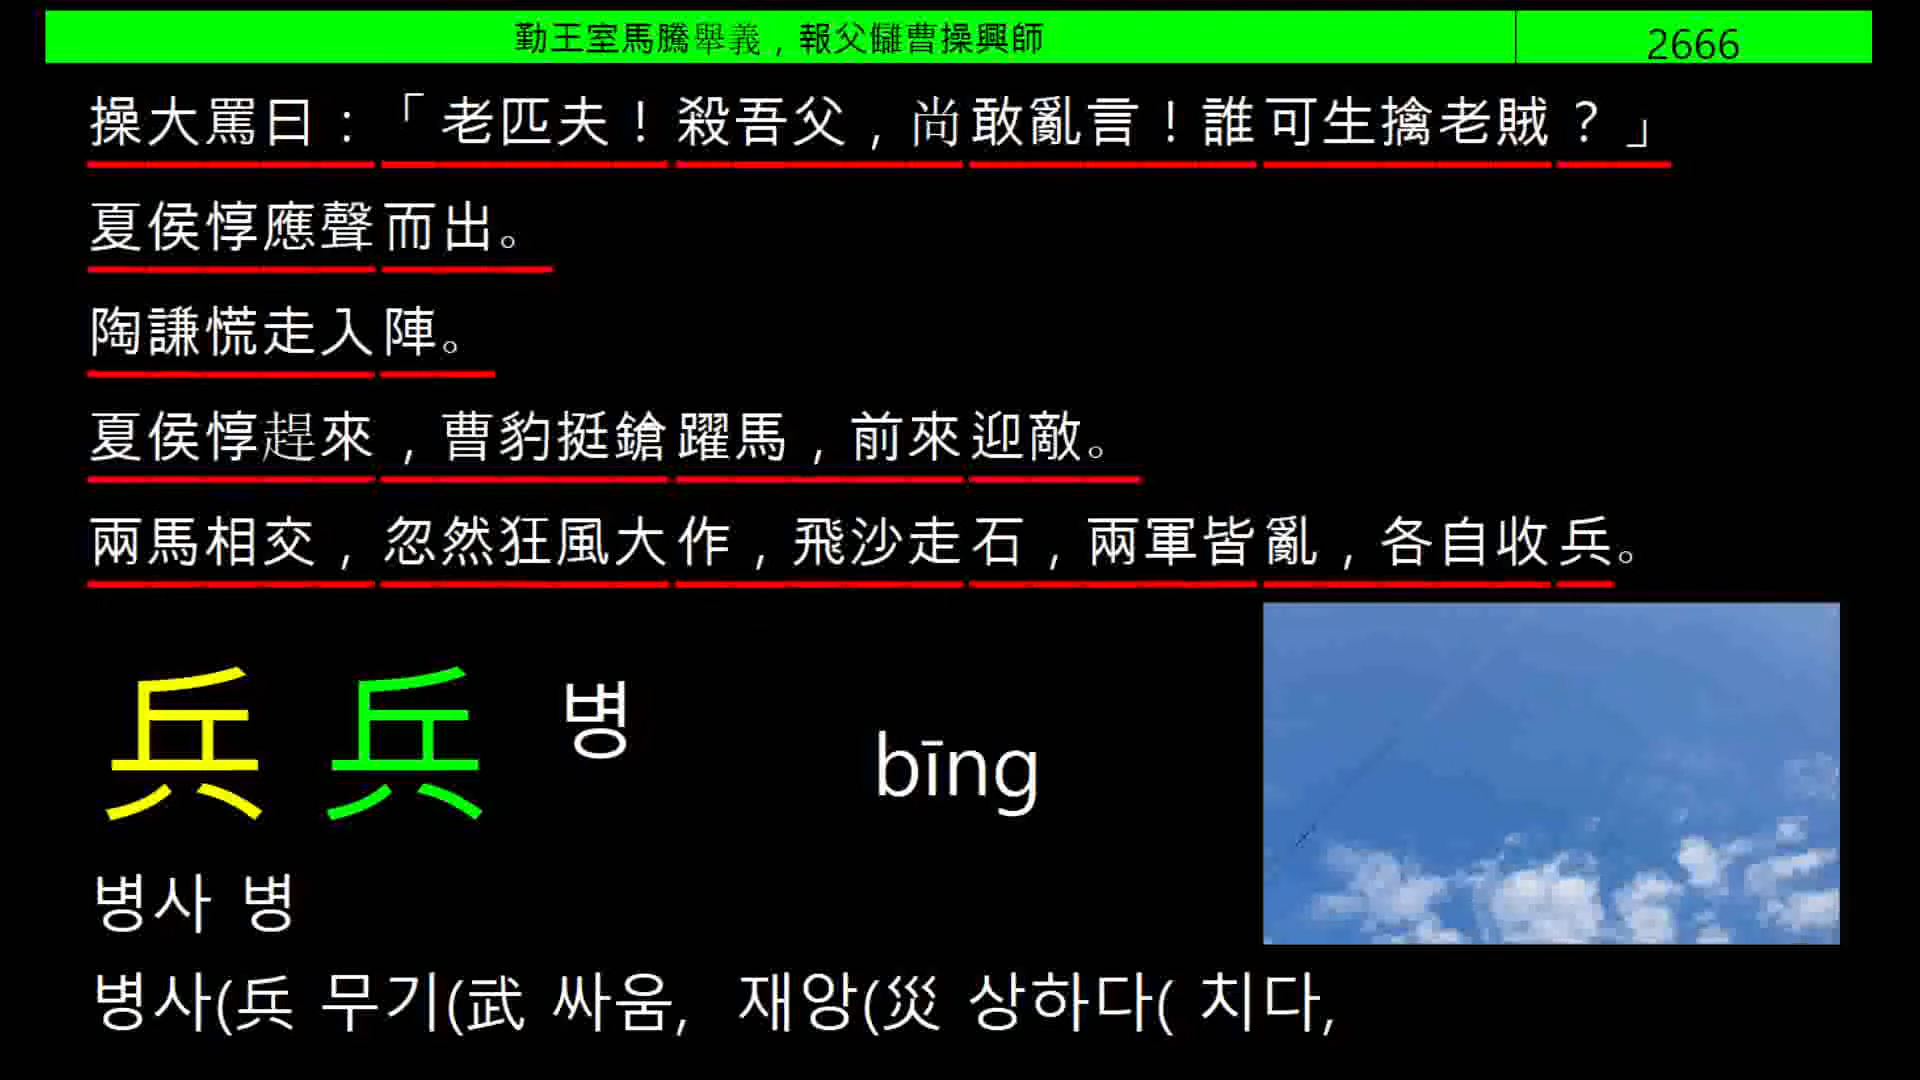 勤王室馬騰舉義，報父讎曹操興師
2666
操大罵曰：「老匹夫！殺吾父，尚敢亂言！誰可生擒老賊？」
夏侯惇應聲而出。
陶謙慌走入陣。
夏侯惇趕來，曹豹挺鎗躍馬，前來迎敵。
兩馬相交，忽然狂風大作，飛沙走石，兩軍皆亂，各自收兵。
兵 兵 병 bīng
병사 병
병사(兵 무기(武 싸움, 재앙(災 상하다( 치다,